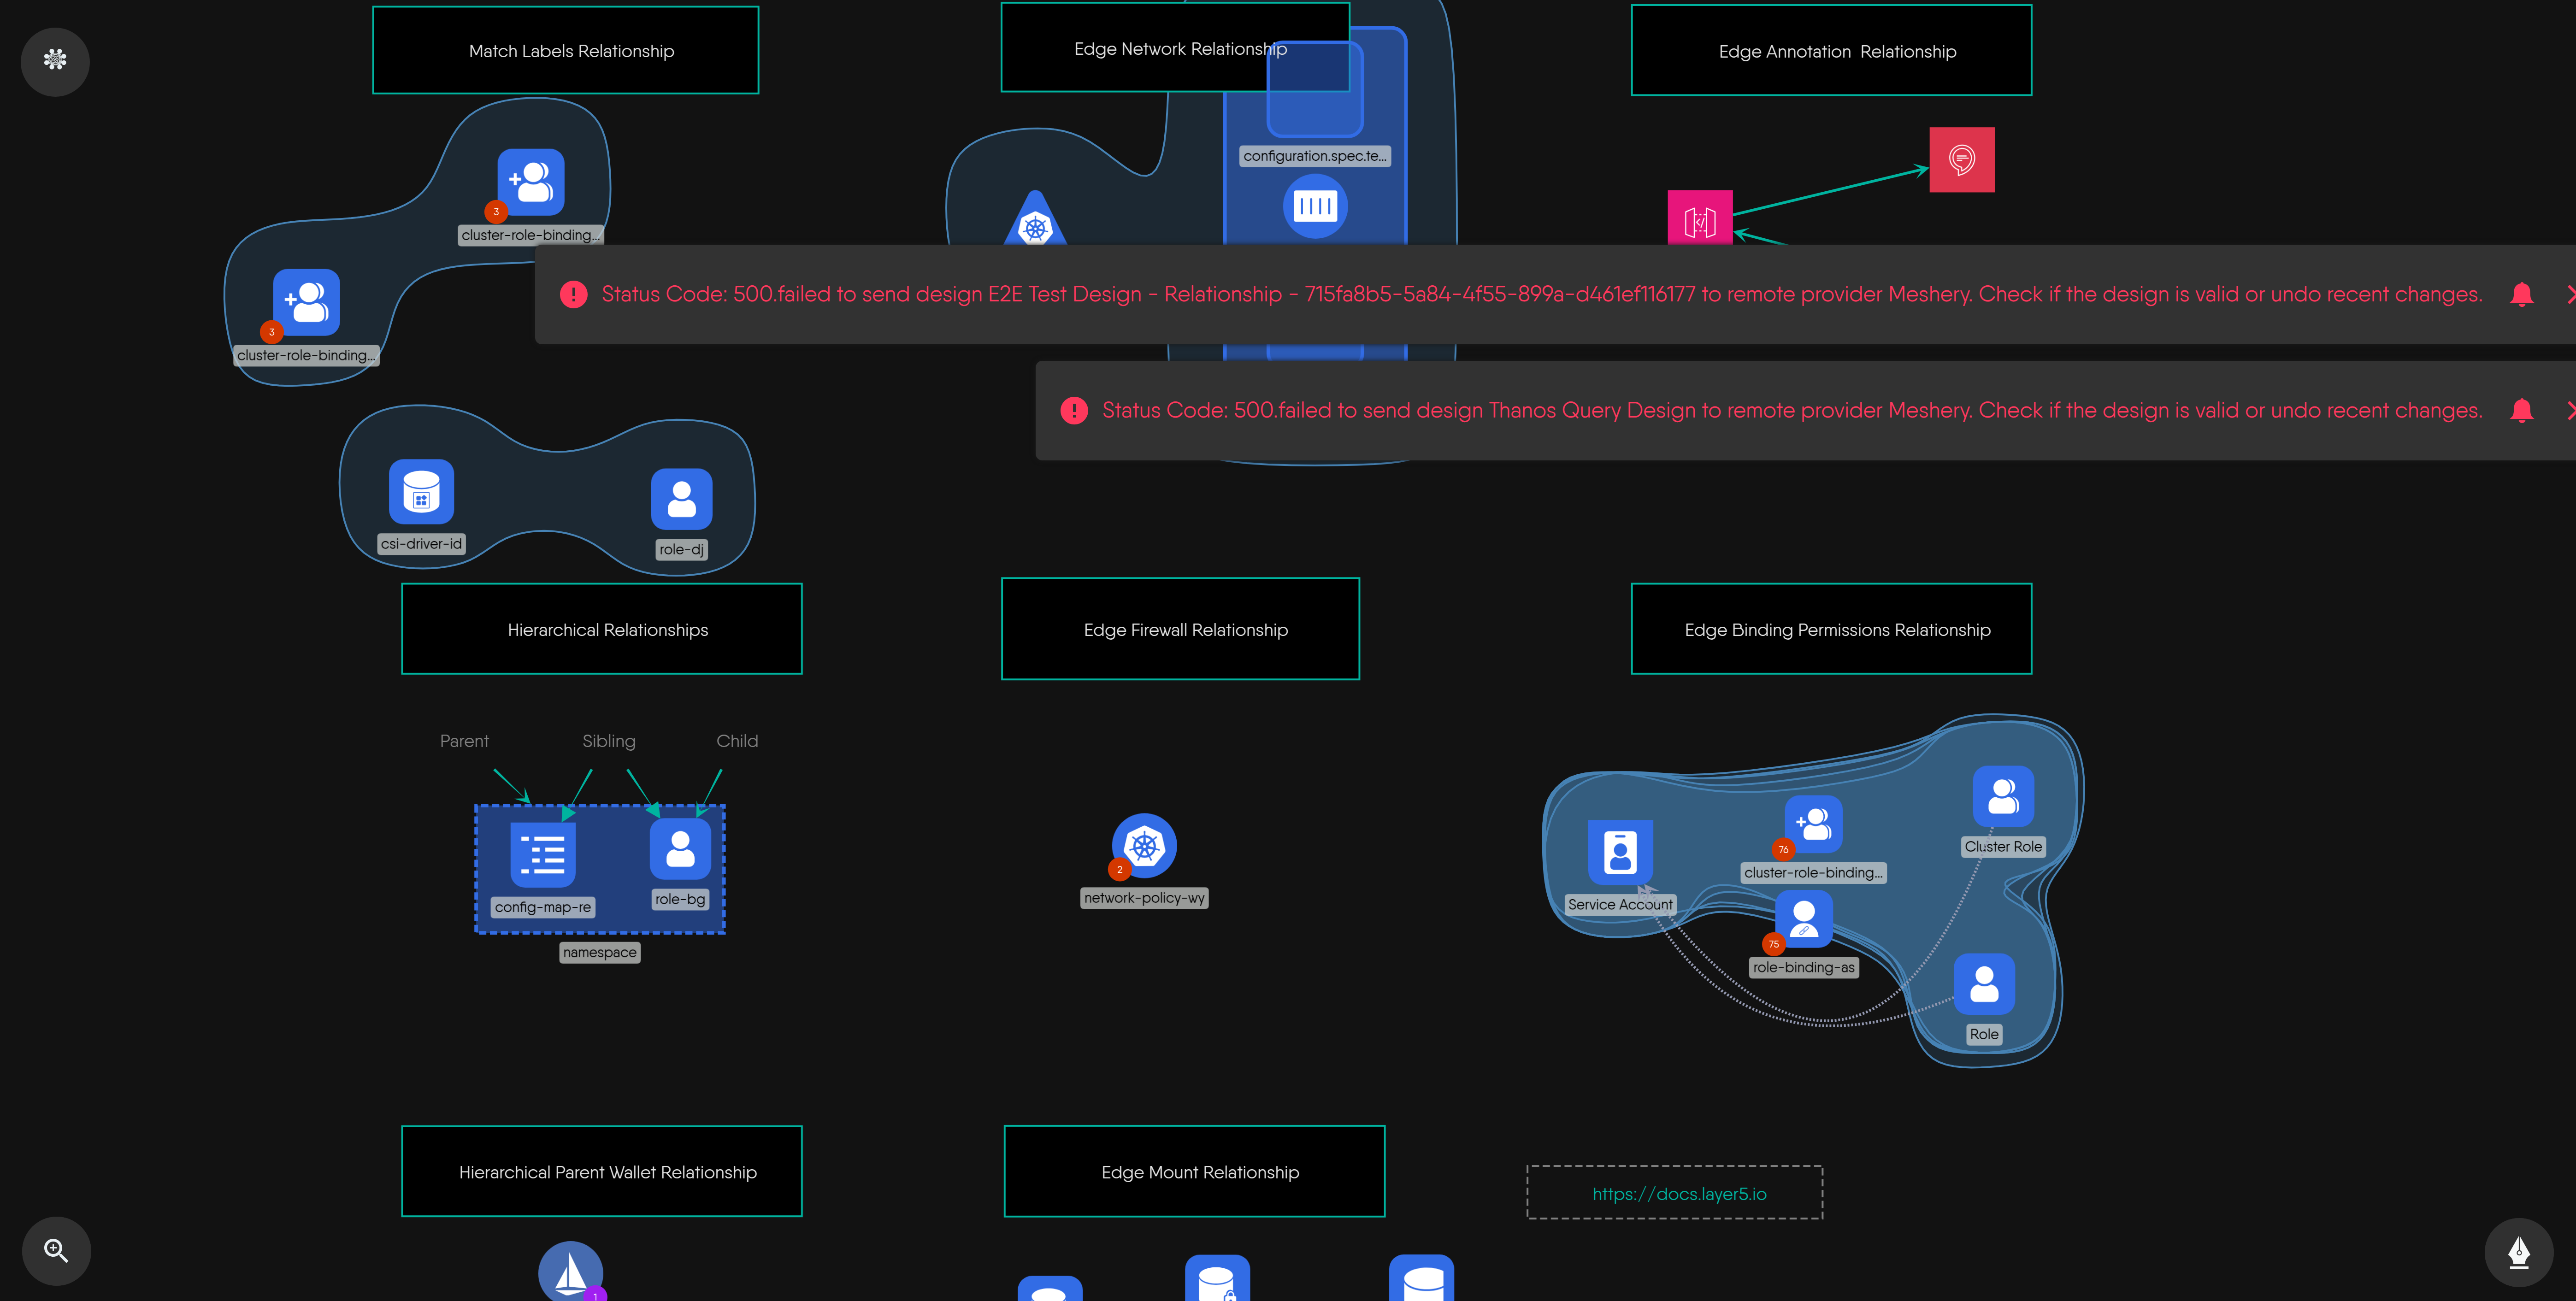 Match Labels Relationship
Edge Network Relationship
Edge Annotation  Relationship
configuration.spec.te...
3
cluster-role-binding...
3
cluster-role-binding...
Status Code: 500.failed to send design E2E Test Design - Relationship - 715fa8b5-5a84-4f55-899a-d461ef116177 to remote provider Meshery. Check if the design is valid or undo recent changes.
Status Code: 500.failed to send design Thanos Query Design to remote provider Meshery. Check if the design is valid or undo recent changes.
csi-driver-id
role-dj
Hierarchical Relationships
Edge Firewall Relationship
Edge Binding Permissions Relationship
Parent
Sibling
Child
config-map-re
role-bg
namespace
2
network-policy-wy
Cluster Role
76
cluster-role-binding...
Service Account
75
role-binding-as
Role
Hierarchical Parent Wallet Relationship
Edge Mount Relationship
https://docs.layer5.io
1